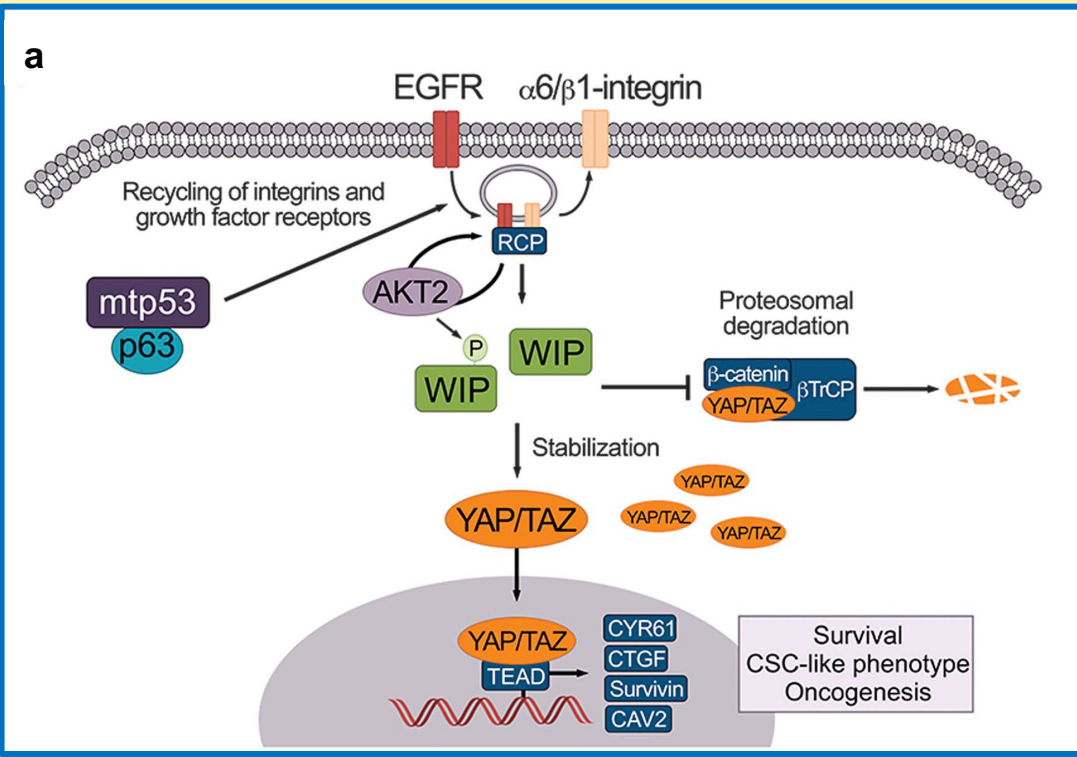 a
EGFR
α6/β1-integrin
Recycling of integrins and
growth factor receptors
RCP
mtp53
p63
AKT2
P
WIP
WIP
Proteosomal
degradation
β-catenin
YAP/TAZ
βTrCP
Stabilization
YAP/TAZ
YAP/TAZ
YAP/TAZ
YAP/TAZ
YAP/TAZ
TEAD
CYR61
CTGF
Survivin
CAV2
Survival
CSC-like phenotype
Oncogenesis